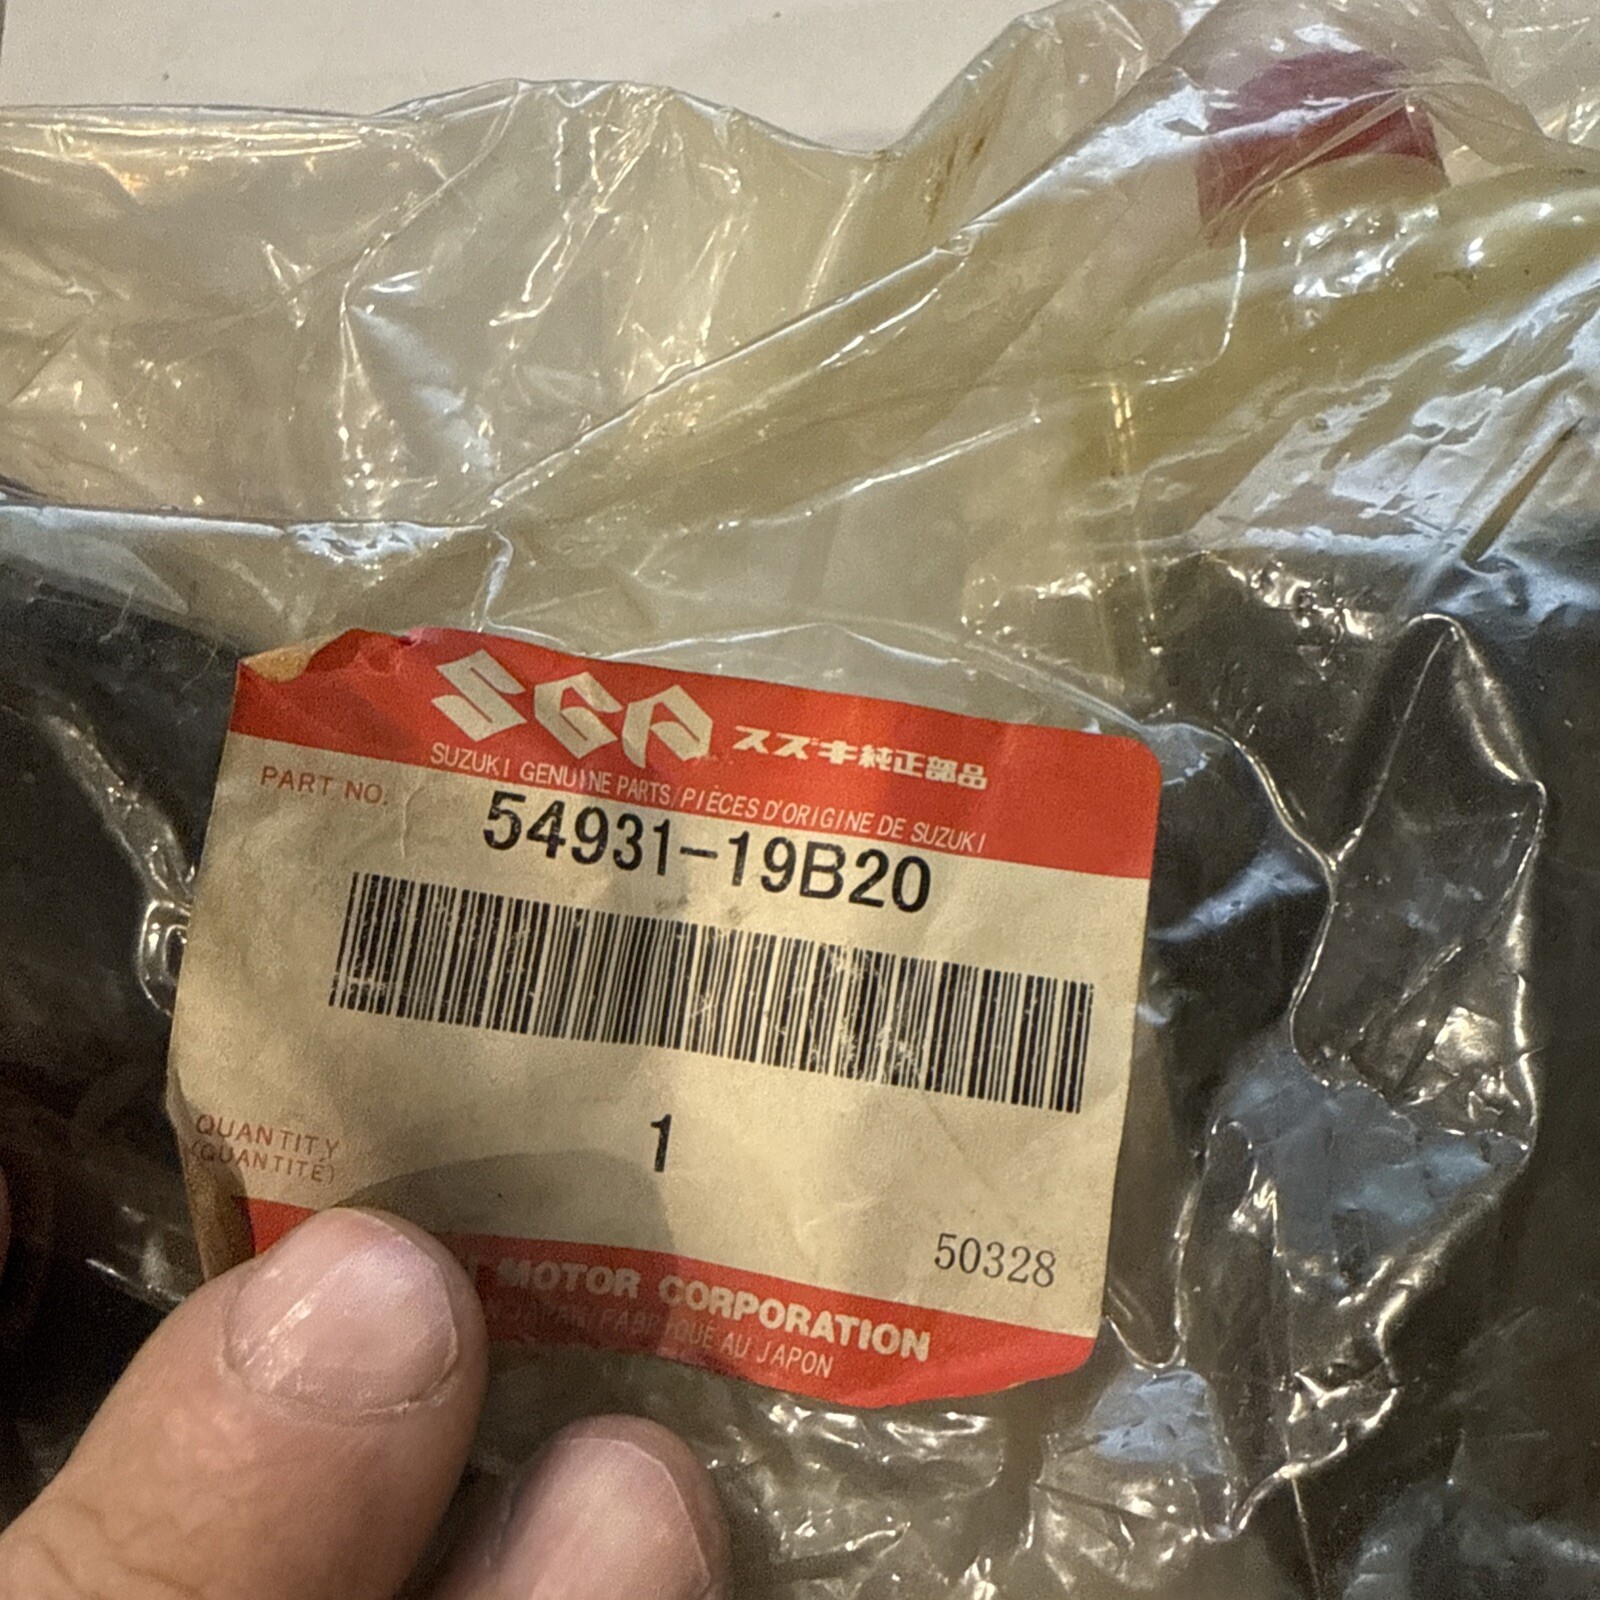 SGP スズキ純正部品
SUZUKI GENUINE PARTS/PIÈCES D'ORIGINE DE SUZUKI
PART NO.
54931-19B20
1
QUANTITY
(QUANTITÉ)
50328
MOTOR CORPORATION
JAPAN FABRIQUÉ AU JAPON